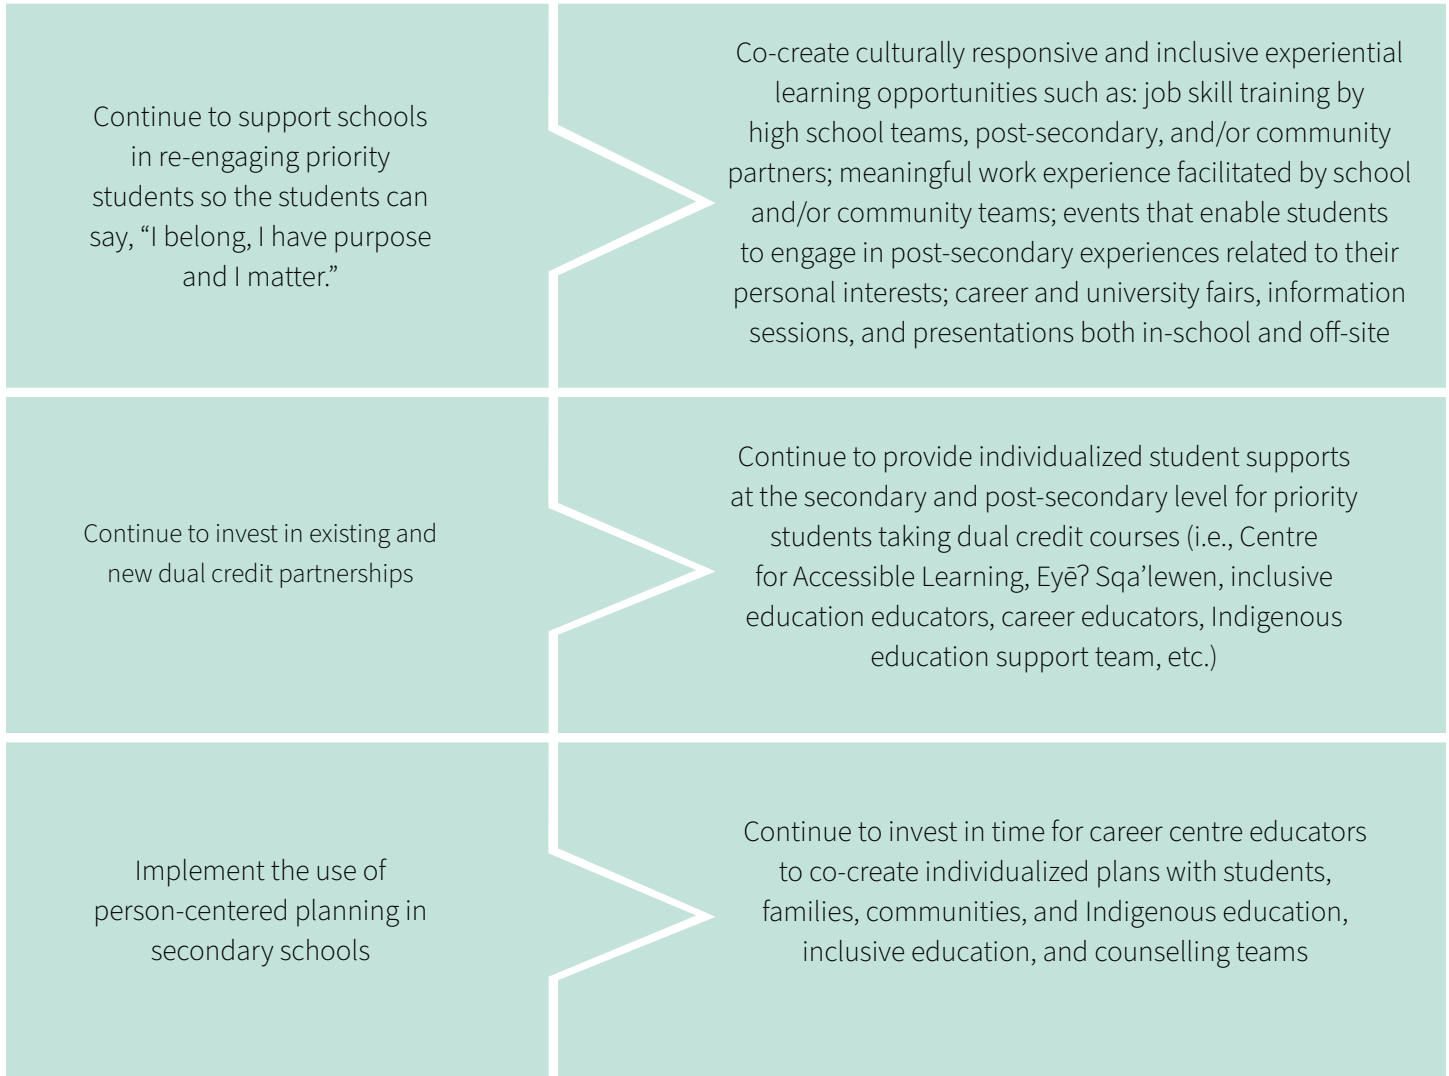 Continue to support schools
in re-engaging priority
students so the students can
say, “I belong, I have purpose
and I matter.”
Co-create culturally responsive and inclusive experiential
learning opportunities such as: job skill training by
high school teams, post-secondary, and/or community
partners; meaningful work experience facilitated by school
and/or community teams; events that enable students
to engage in post-secondary experiences related to their
personal interests; career and university fairs, information
sessions, and presentations both in-school and off-site
Continue to invest in existing and
new dual credit partnerships
Continue to provide individualized student supports
at the secondary and post-secondary level for priority
students taking dual credit courses (i.e., Centre
for Accessible Learning, Eyē? Sqa’lewen, inclusive
education educators, career educators, Indigenous
education support team, etc.)
Implement the use of
person-centered planning in
secondary schools
Continue to invest in time for career centre educators
to co-create individualized plans with students,
families, communities, and Indigenous education,
inclusive education, and counselling teams